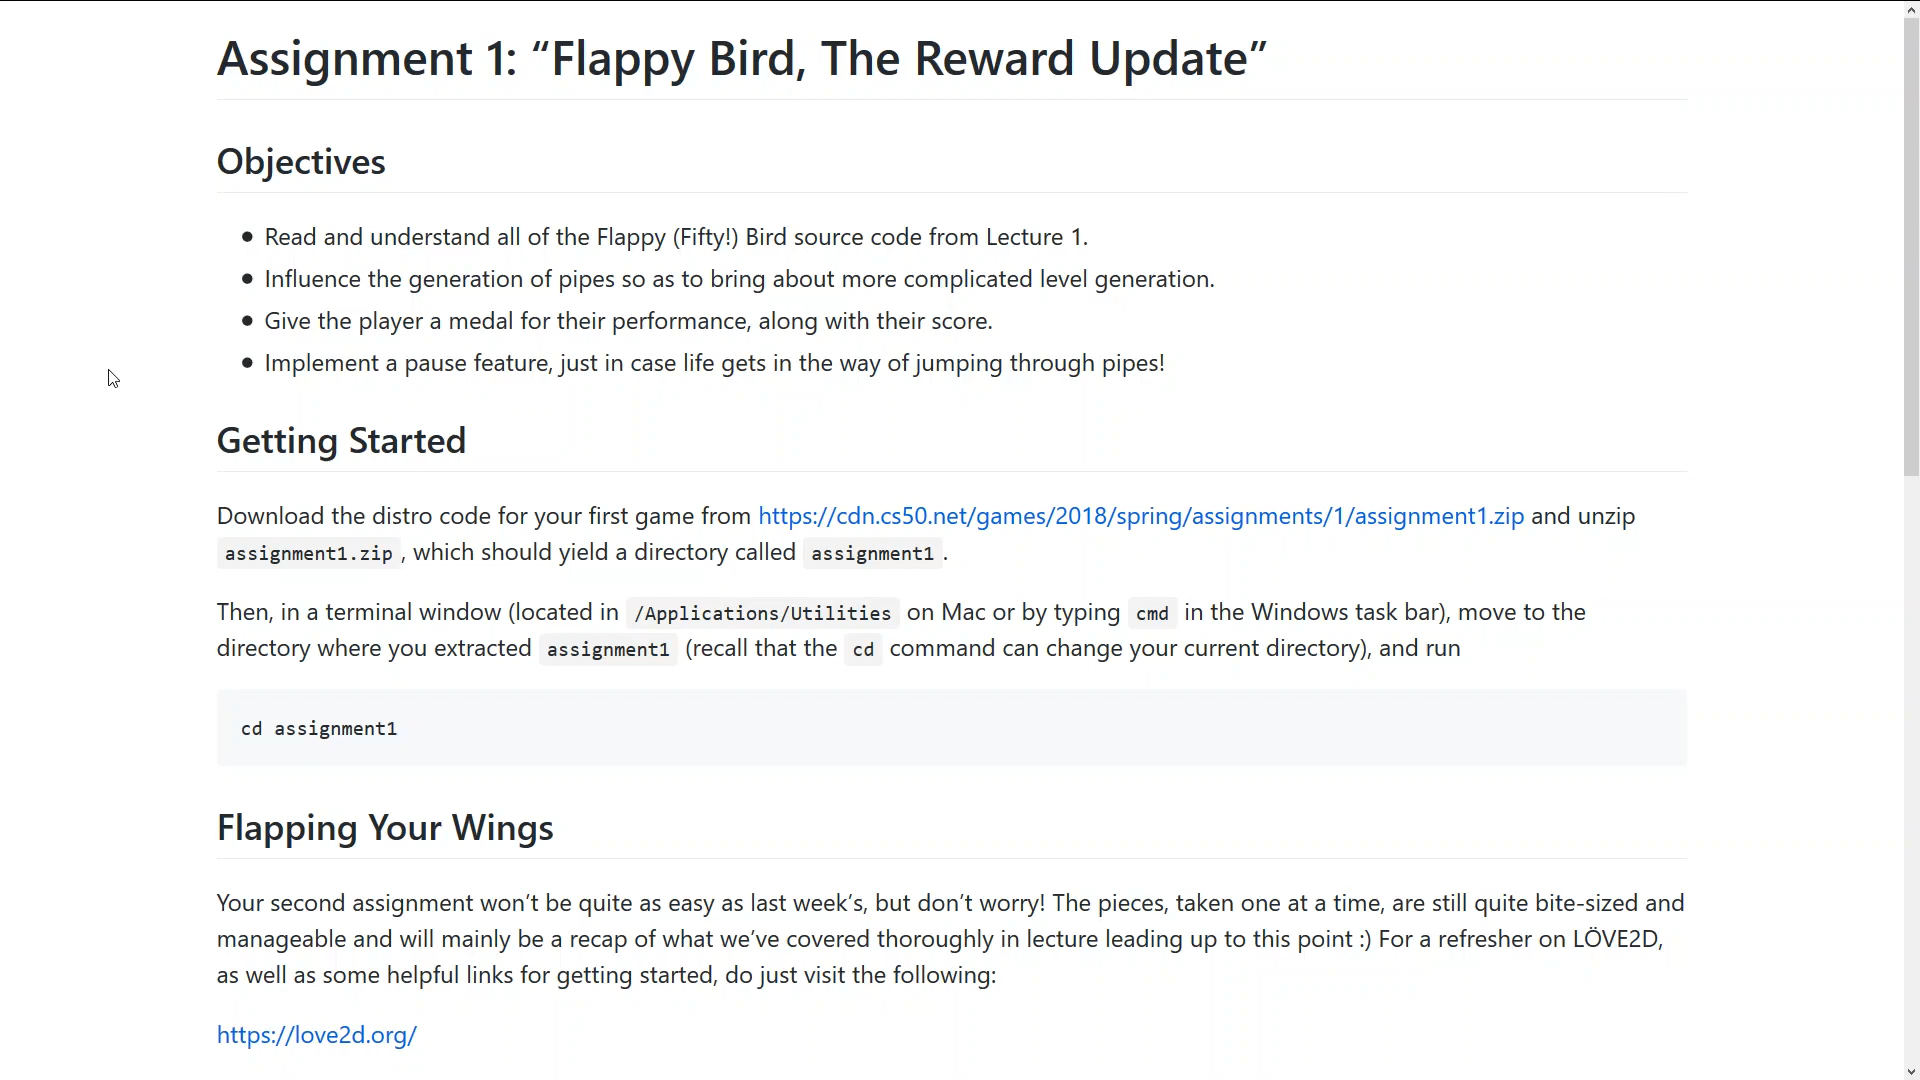 Assignment 1: “Flappy Bird, The Reward Update”
Objectives
Read and understand all of the Flappy (Fifty!) Bird source code from Lecture 1.
Influence the generation of pipes so as to bring about more complicated level generation.
Give the player a medal for their performance, along with their score.
Implement a pause feature, just in case life gets in the way of jumping through pipes!
Getting Started
Download the distro code for your first game from https://cdn.cs50.net/games/2018/spring/assignments/1/assignment1.zip and unzip
assignment1.zip, which should yield a directory called assignment1.
Then, in a terminal window (located in /Applications/Utilities on Mac or by typing cmd in the Windows task bar), move to the
directory where you extracted assignment1 (recall that the cd command can change your current directory), and run
cd assignment1
Flapping Your Wings
Your second assignment won’t be quite as easy as last week’s, but don’t worry! The pieces, taken one at a time, are still quite bite-sized and
manageable and will mainly be a recap of what we’ve covered thoroughly in lecture leading up to this point :) For a refresher on LÖVE2D,
as well as some helpful links for getting started, do just visit the following:
https://love2d.org/